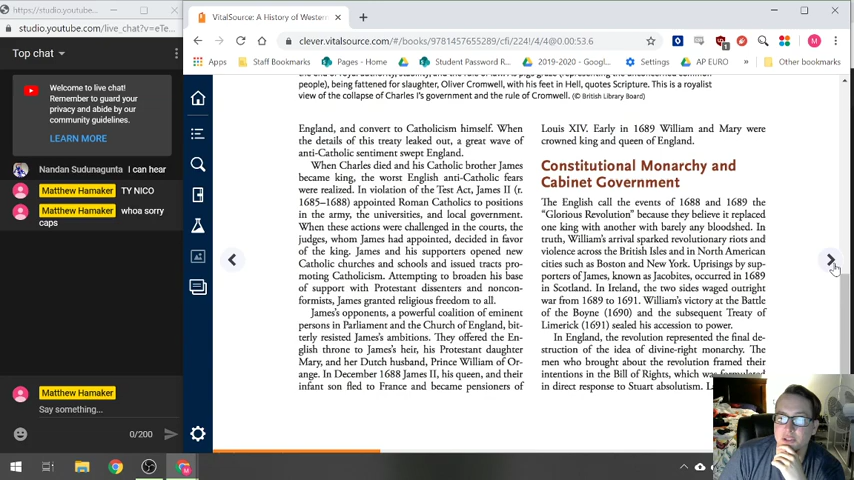 https://studio.youtube.com/live_chat?v=eTe...
studio.youtube.com/live_chat?v=eT...
Top chat
Welcome to live chat!
Remember to guard your
privacy and abide by our
community guidelines.
LEARN MORE
Nandan Sudunagunta I can hear
Matthew Hamaker TY NICO
Matthew Hamaker whoa sorry
caps
Matthew Hamaker
Say something...
0/200
VitalSource: A History of Western
clever.vitalsource.com/#/books/9781457655289/cfi/224!/4/4@0.00:53.6
Apps Staff Bookmarks Pages - Home Student Password R... 2019-2020 - Googl... Settings AP EURO » Other bookmarks
people), being fattened for slaughter, Oliver Cromwell, with his feet in Hell, quotes Scripture. This is a royalist
view of the collapse of Charles I's government and the rule of Cromwell. (© British Library Board)
England, and convert to Catholicism himself. When
the details of this treaty leaked out, a great wave of
anti-Catholic sentiment swept England.
When Charles died and his Catholic brother James
became king, the worst English anti-Catholic fears
were realized. In violation of the Test Act, James II (r.
1685–1688) appointed Roman Catholics to positions
in the army, the universities, and local government.
When these actions were challenged in the courts, the
judges, whom James had appointed, decided in favor
of the king. James and his supporters opened new
Catholic churches and schools and issued tracts pro-
moting Catholicism. Attempting to broaden his base
of support with Protestant dissenters and noncon-
formists, James granted religious freedom to all.
James's opponents, a powerful coalition of eminent
persons in Parliament and the Church of England, bit-
terly resisted James's ambitions. They offered the En-
glish throne to James's heir, his Protestant daughter
Mary, and her Dutch husband, Prince William of Or-
ange. In December 1688 James II, his queen, and their
infant son fled to France and became pensioners of
Louis XIV. Early in 1689 William and Mary were
crowned king and queen of England.
Constitutional Monarchy and
Cabinet Government
The English call the events of 1688 and 1689 the
“Glorious Revolution” because they believe it replaced
one king with another with barely any bloodshed. In
truth, William's arrival sparked revolutionary riots and
violence across the British Isles and in North American
cities such as Boston and New York. Uprisings by sup-
porters of James, known as Jacobites, occurred in 1689
in Scotland. In Ireland, the two sides waged outright
war from 1689 to 1691. William's victory at the Battle
of the Boyne (1690) and the subsequent Treaty of
Limerick (1691) sealed his accession to power.
In England, the revolution represented the final de-
struction of the idea of divine-right monarchy. The
men who brought about the revolution framed their
intentions in the Bill of Rights, which was formulated
in direct response to Stuart absolutism.